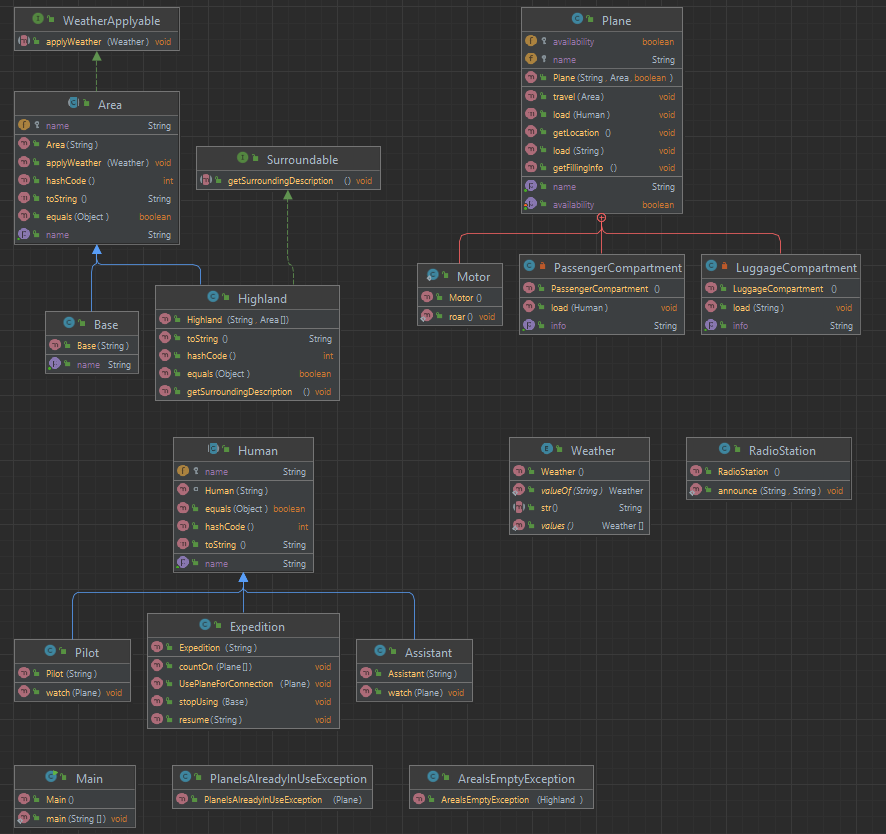 WeatherApplyable
applyWeather (Weather) void
Area
name String
Area(String)
applyWeather (Weather) void
hashCode() int
toString () String
equals(Object) boolean
name String
Surroundable
getSurroundingDescription () void
Plane
availability boolean
name String
Plane(String, Area, boolean)
travel(Area) void
load(Human) void
getLocation () void
load(String) void
getFillingInfo () void
name String
availability boolean
Base
Base(String)
name String
Highland
Highland (String, Area[])
toString () String
hashCode() int
equals(Object) boolean
getSurroundingDescription () void
Motor
Motor ()
roar() void
PassengerCompartment
PassengerCompartment ()
load(Human) void
info String
LuggageCompartment
LuggageCompartment ()
load(String) void
info String
Human
name String
Human(String)
equals(Object) boolean
hashCode() int
toString () String
name String
Weather
Weather()
valueOf(String) Weather
str() String
values() Weather[]
RadioStation
RadioStation ()
announce (String, String) void
Pilot
Pilot(String)
watch(Plane) void
Expedition
Expedition (String)
countOn (Plane[]) void
UsePlaneForConnection (Plane) void
stopUsing (Base) void
resume(String) void
Assistant
Assistant(String)
watch(Plane) void
Main
Main()
main(String[]) void
PlaneIsAlreadyInUseException
PlaneIsAlreadyInUseException (Plane)
AreaIsEmptyException
AreaIsEmptyException (Highland)